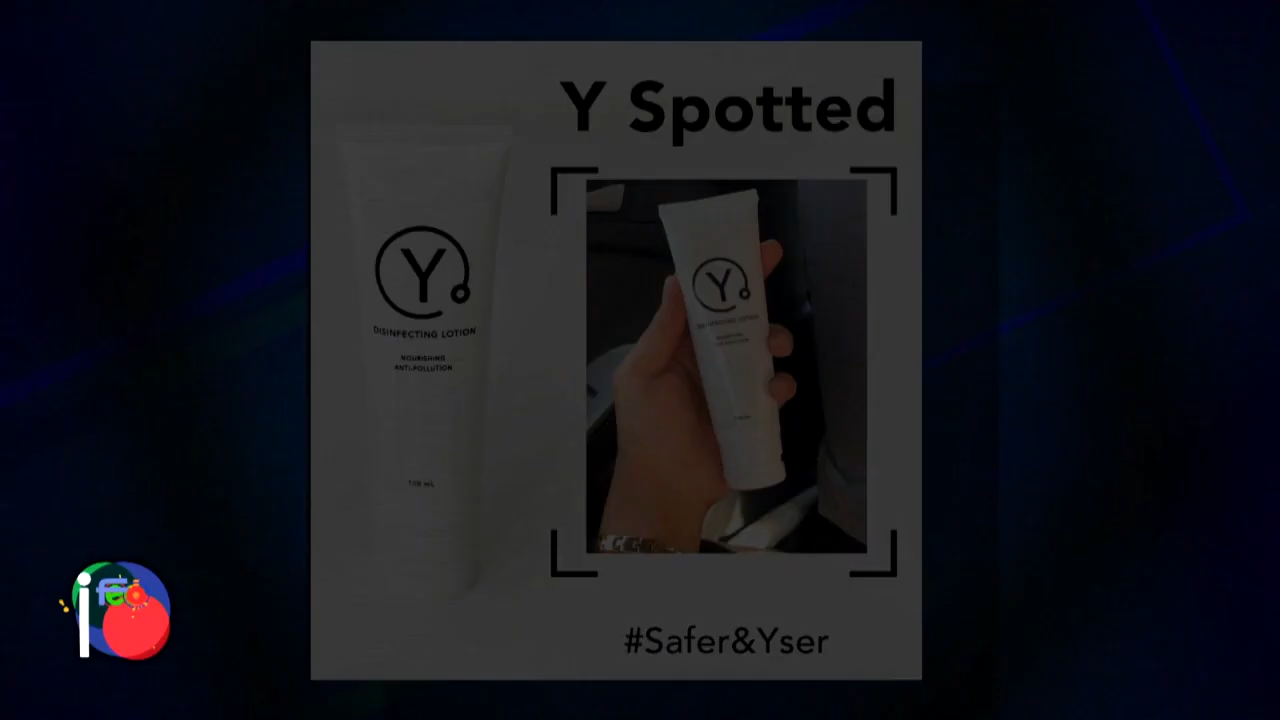 Y Spotted
Y
DISINFECTING LOTION
NOURISHING
ANTI-POLLUTION
Y
#Safer&Yser